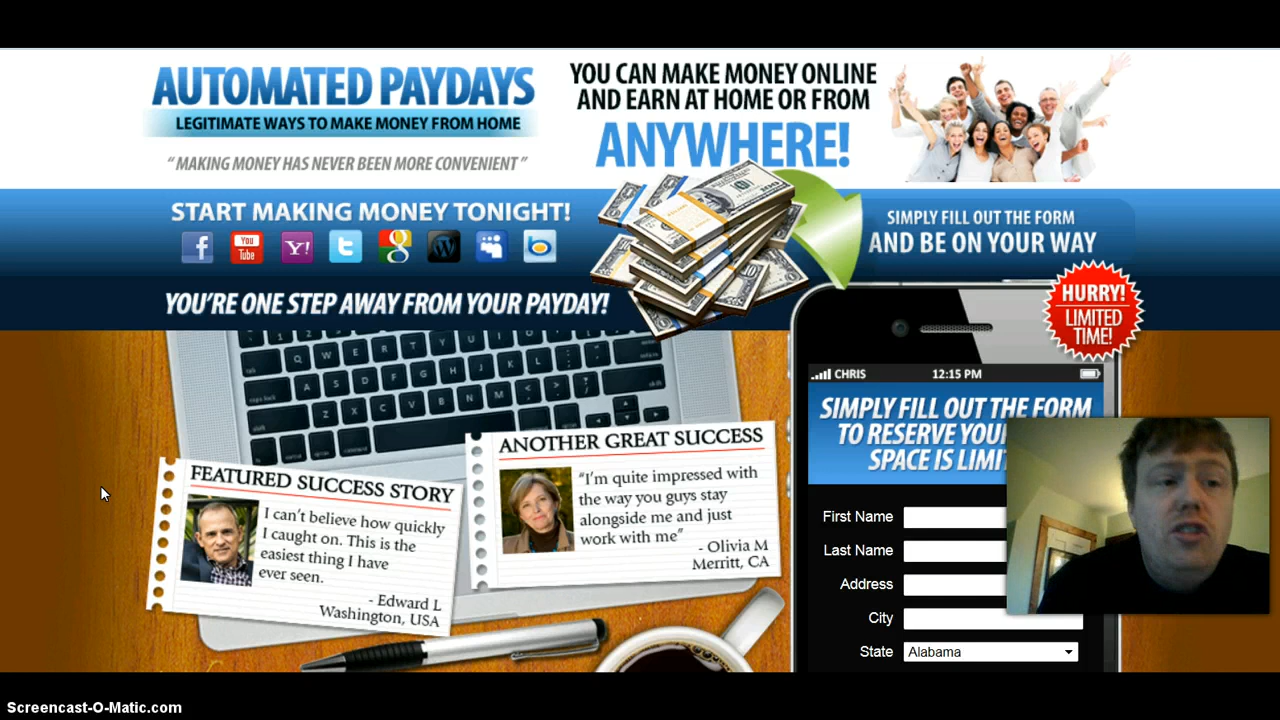 AUTOMATED PAYDAYS
LEGITIMATE WAYS TO MAKE MONEY FROM HOME
“ MAKING MONEY HAS NEVER BEEN MORE CONVENIENT ”
YOU CAN MAKE MONEY ONLINE
AND EARN AT HOME OR FROM
ANYWHERE!
START MAKING MONEY TONIGHT!
f
You
Tube
Y!
t
g
W
b
YOU'RE ONE STEP AWAY FROM YOUR PAYDAY!
SIMPLY FILL OUT THE FORM
AND BE ON YOUR WAY
HURRY!
LIMITED
TIME!
CHRIS
12:15 PM
SIMPLY FILL OUT THE FORM
TO RESERVE YOUR
SPACE IS
First Name
Last Name
Address
City
State
Alabama
FEATURED SUCCESS STORY
I can't believe how quickly
I caught on. This is the
easiest thing I have
ever seen.
- Edward L
Washington, USA
ANOTHER GREAT SUCCESS
“I'm quite impressed with
the way you guys stay
alongside me and just
work with me”
- Olivia M
Merritt, CA
Screencast-O-Matic.com